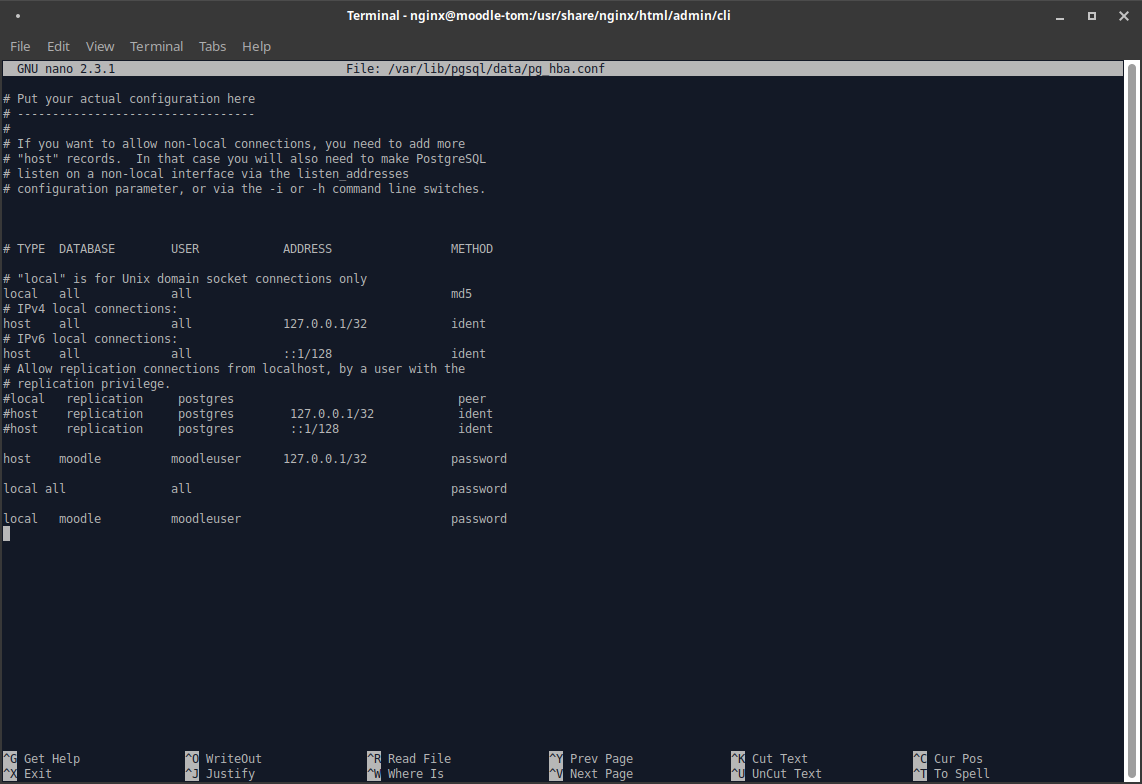 Terminal - nginx@moodle-tom:/usr/share/nginx/html/admin/cli
File Edit View Terminal Tabs Help
GNU nano 2.3.1 File: /var/lib/pgsql/data/pg_hba.conf
# Put your actual configuration here
# ----------------------------------
#
# If you want to allow non-local connections, you need to add more
# "host" records.  In that case you will also need to make PostgreSQL
# listen on a non-local interface via the listen_addresses
# configuration parameter, or via the -i or -h command line switches.
# TYPE  DATABASE        USER            ADDRESS                 METHOD
# "local" is for Unix domain socket connections only
local   all             all                                     md5
# IPv4 local connections:
host    all             all             127.0.0.1/32            ident
# IPv6 local connections:
host    all             all             ::1/128                 ident
# Allow replication connections from localhost, by a user with the
# replication privilege.
#local   replication     postgres                                peer
#host    replication     postgres        127.0.0.1/32            ident
#host    replication     postgres        ::1/128                 ident
host    moodle          moodleuser      127.0.0.1/32            password
local all               all                                     password
local   moodle          moodleuser                              password
^G Get Help ^O WriteOut ^R Read File ^Y Prev Page ^K Cut Text ^C Cur Pos
^X Exit ^J Justify ^W Where Is ^V Next Page ^U UnCut Text ^T To Spell